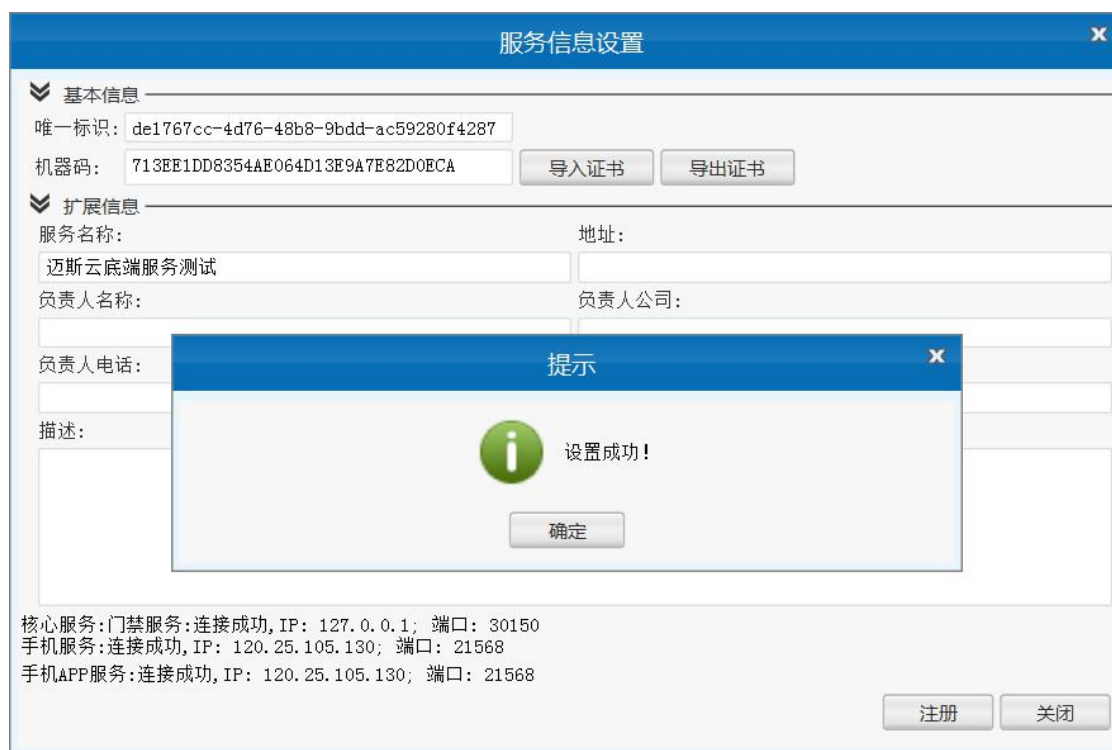 服务信息设置
基本信息
唯一标识: de1767cc-4d76-48b8-9bdd-ac59280f4287
机器码: 713EE1DD8354AE064D13E9A7E82D0ECA 导入证书 导出证书
扩展信息
服务名称: 地址:
迈斯云底端服务测试
负责人名称: 负责人公司:
负责人电话:
提示
描述:
设置成功!
确定
核心服务:门禁服务:连接成功,IP: 127.0.0.1; 端口: 30150
手机服务:连接成功,IP: 120.25.105.130; 端口: 21568
手机APP服务:连接成功,IP: 120.25.105.130; 端口: 21568
注册 关闭